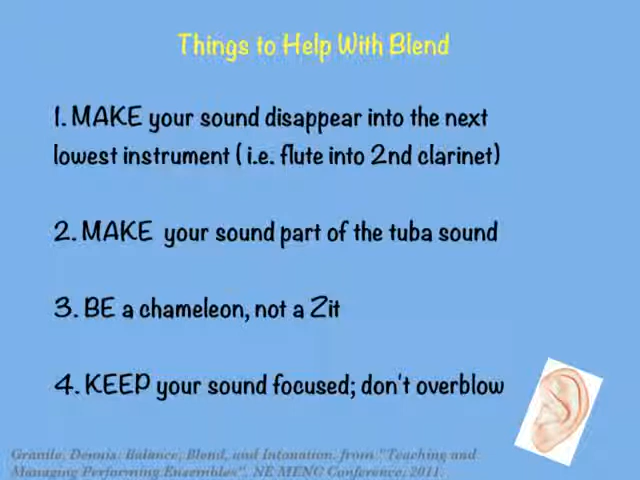 Things to Help With Blend
1. MAKE your sound disappear into the next
lowest instrument ( i.e. flute into 2nd clarinet)
2. MAKE your sound part of the tuba sound
3. BE a chameleon, not a Zit
4. KEEP your sound focused; don't overblow
Dennis: Balance, Blend, and Intonation. from "Teaching and
Managing Performing Ensembles". NE MENC Conference, 2011.